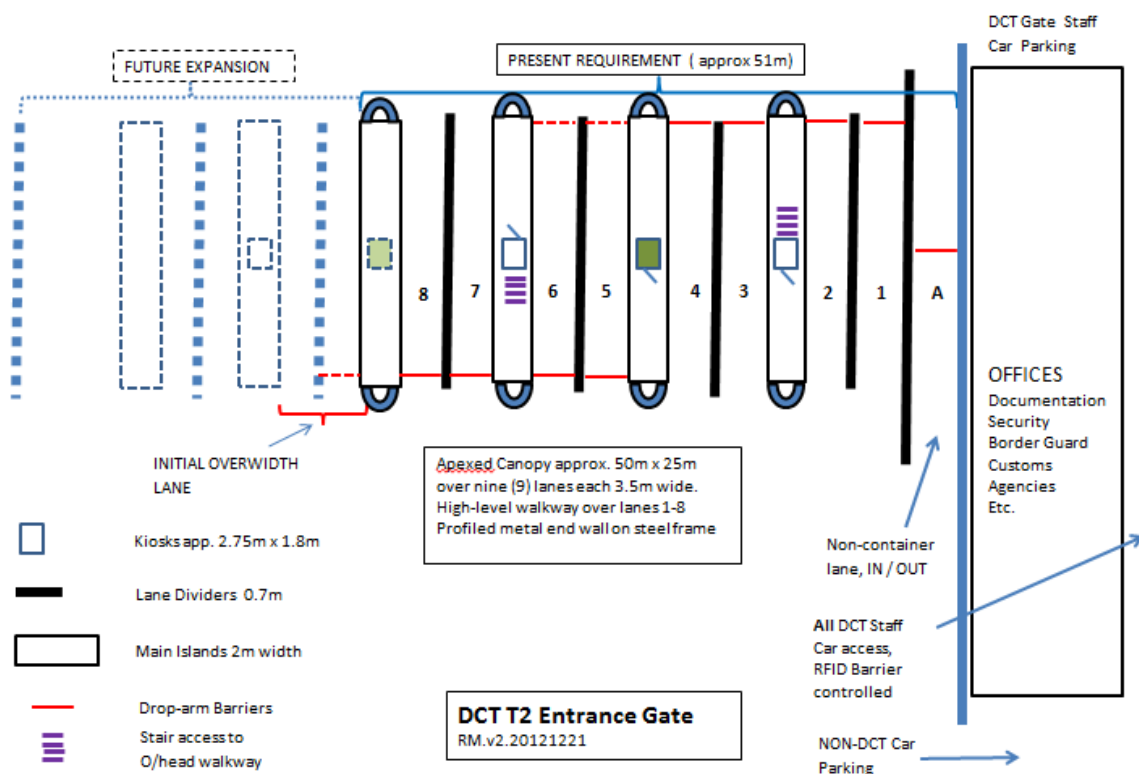 DCT Gate Staff
Car Parking
FUTURE EXPANSION
PRESENT REQUIREMENT ( approx 51m)
8
7
6
5
4
3
2
1
A
OFFICES
Documentation
Security
Border Guard
Customs
Agencies
Etc.
INITIAL OVERWIDTH
LANE
Apexed Canopy approx. 50m x 25m
over nine (9) lanes each 3.5m wide.
High-level walkway over lanes 1-8
Profiled metal end wall on steel frame
Kiosks app. 2.75m x 1.8m
Non-container
lane, IN / OUT
Lane Dividers 0.7m
All DCT Staff
Car access,
RFID Barrier
controlled
Main Islands 2m width
Drop-arm Barriers
DCT T2 Entrance Gate
RM.v2.20121221
Stair access to
O/head walkway
NON-DCT Car
Parking